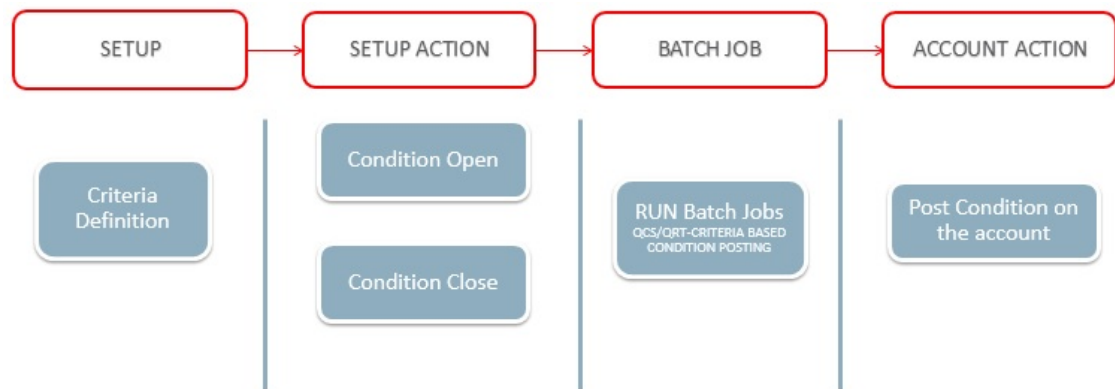 SETUP
SETUP ACTION
BATCH JOB
ACCOUNT ACTION
Criteria
Definition
Condition Open
Condition Close
RUN Batch Jobs
QCS/QRT-CRITERIA BASED
CONDITION POSTING
Post Condition on
the account